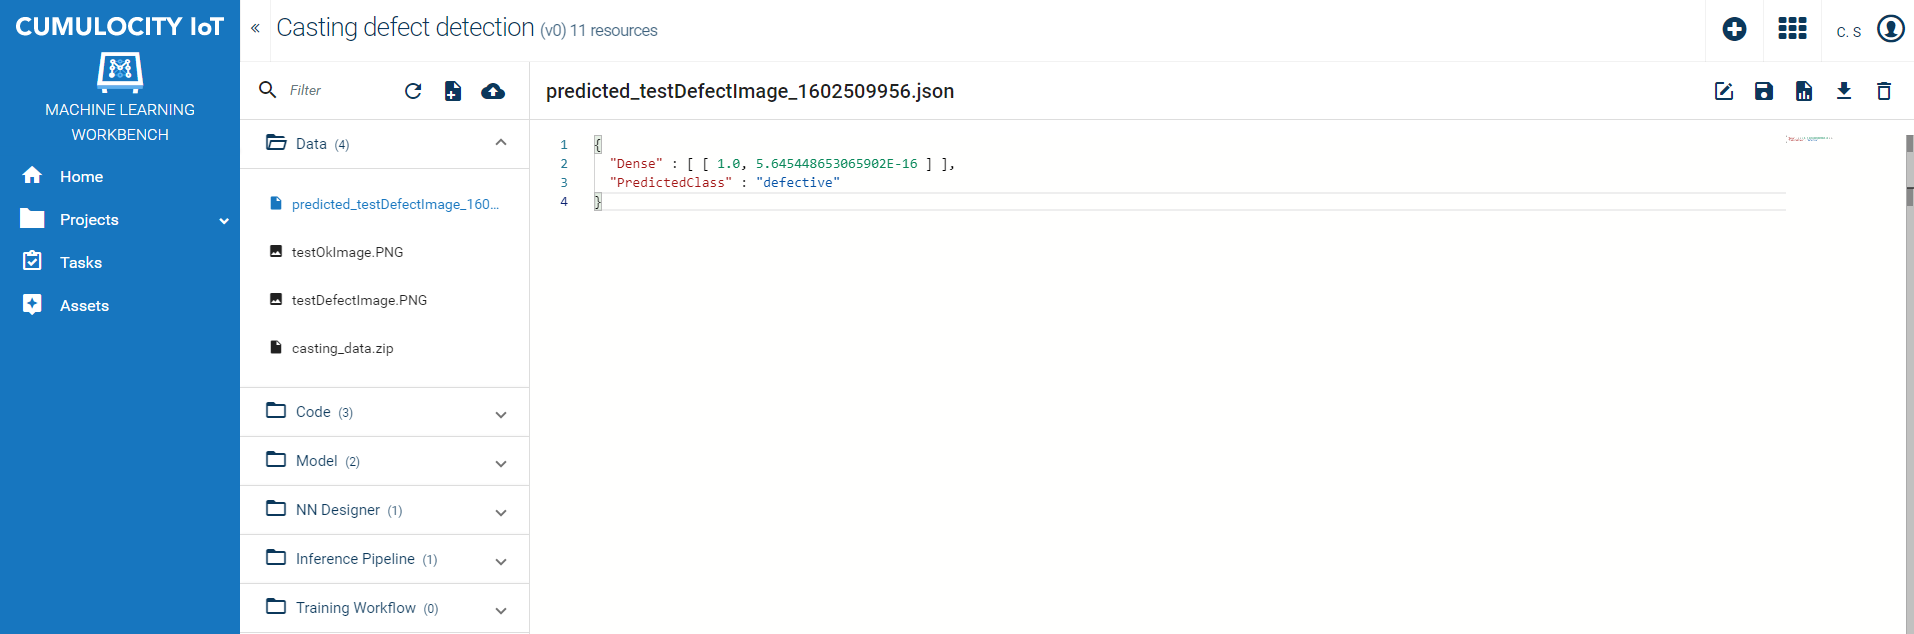 CUMULOCITY IoT
MACHINE LEARNING
WORKBENCH
Home
Projects
Tasks
Assets
« Casting defect detection (v0) 11 resources
C. S
Filter
Data (4)
predicted_testDefectImage_160...
testOkImage.PNG
testDefectImage.PNG
casting_data.zip
Code (3)
Model (2)
NN Designer (1)
Inference Pipeline (1)
Training Workflow (0)
predicted_testDefectImage_1602509956.json
1 {
2 "Dense" : [ [ 1.0, 5.645448653065902E-16 ] ],
3 "PredictedClass" : "defective"
4 }